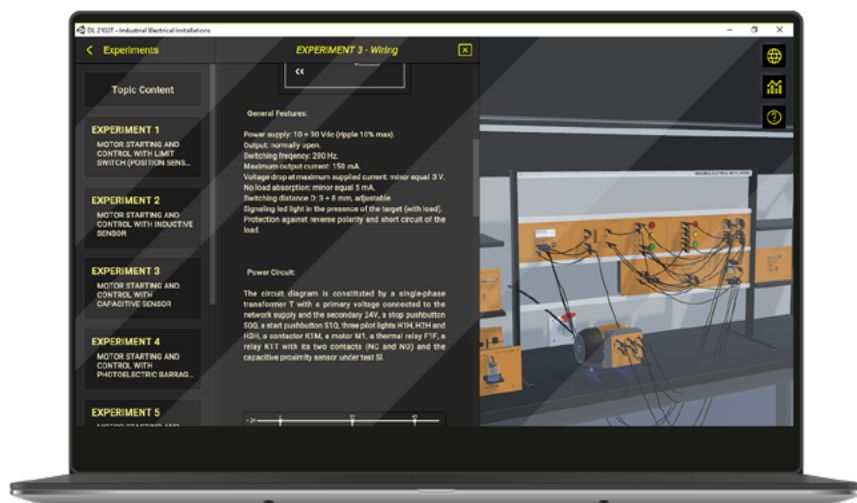 DL 2102T - Industrial Electrical Installations
Experiments
EXPERIMENT 3 - Wiring
Topic Content
EXPERIMENT 1
MOTOR STARTING AND
CONTROL WITH LIMIT
SWITCH (POSITION SENS...
EXPERIMENT 2
MOTOR STARTING AND
CONTROL WITH INDUCTIVE
SENSOR
EXPERIMENT 3
MOTOR STARTING AND
CONTROL WITH
CAPACITIVE SENSOR
EXPERIMENT 4
MOTOR STARTING AND
CONTROL WITH
PHOTOELECTRIC BARRAG...
EXPERIMENT 5
MOTOR STARTING AND
General Features:
Power supply: 10 ÷ 30 Vdc (ripple 10% max).
Output: normally open.
Switching freqency: 200 Hz.
Maximum output current: 150 mA.
Voltage drop at maximum supplied current: minor equal 3 V.
No load absorption: minor equal 5 mA.
Switching distance D: 3 ÷ 8 mm, adjustable
Signaling led light in the presence of the target (with load).
Protection against reverse polarity and short circuit of the
load.
Power Circuit:
The circuit diagram is constituted by a single-phase
transformer T with a primary voltage connected to the
network supply and the secondary 24V, a stop pushbutton
S0Q, a start pushbutton S1Q, three pilot lights H1H, H2H and
H3H, a contactor K1M, a motor M1, a thermal relay F1F, a
relay K1T with its two contacts (NC and NO) and the
capacitive proximity sensor under test SI.